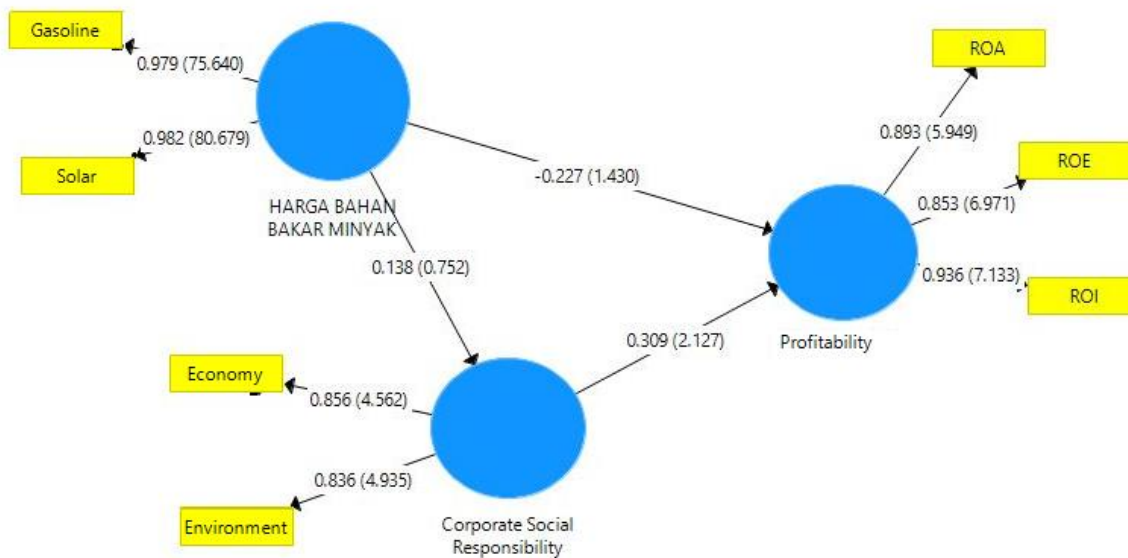 Gasoline
0.979 (75.640)
0.982 (80.679)
Solar
HARGA BAHAN
BAKAR MINYAK
ROA
0.893 (5.949)
-0.227 (1.430)
ROE
0.853 (6.971)
0.138 (0.752)
0.936 (7.133)
ROI
0.309 (2.127)
Profitability
Economy
0.856 (4.562)
0.836 (4.935)
Environment
Corporate Social
Responsibility